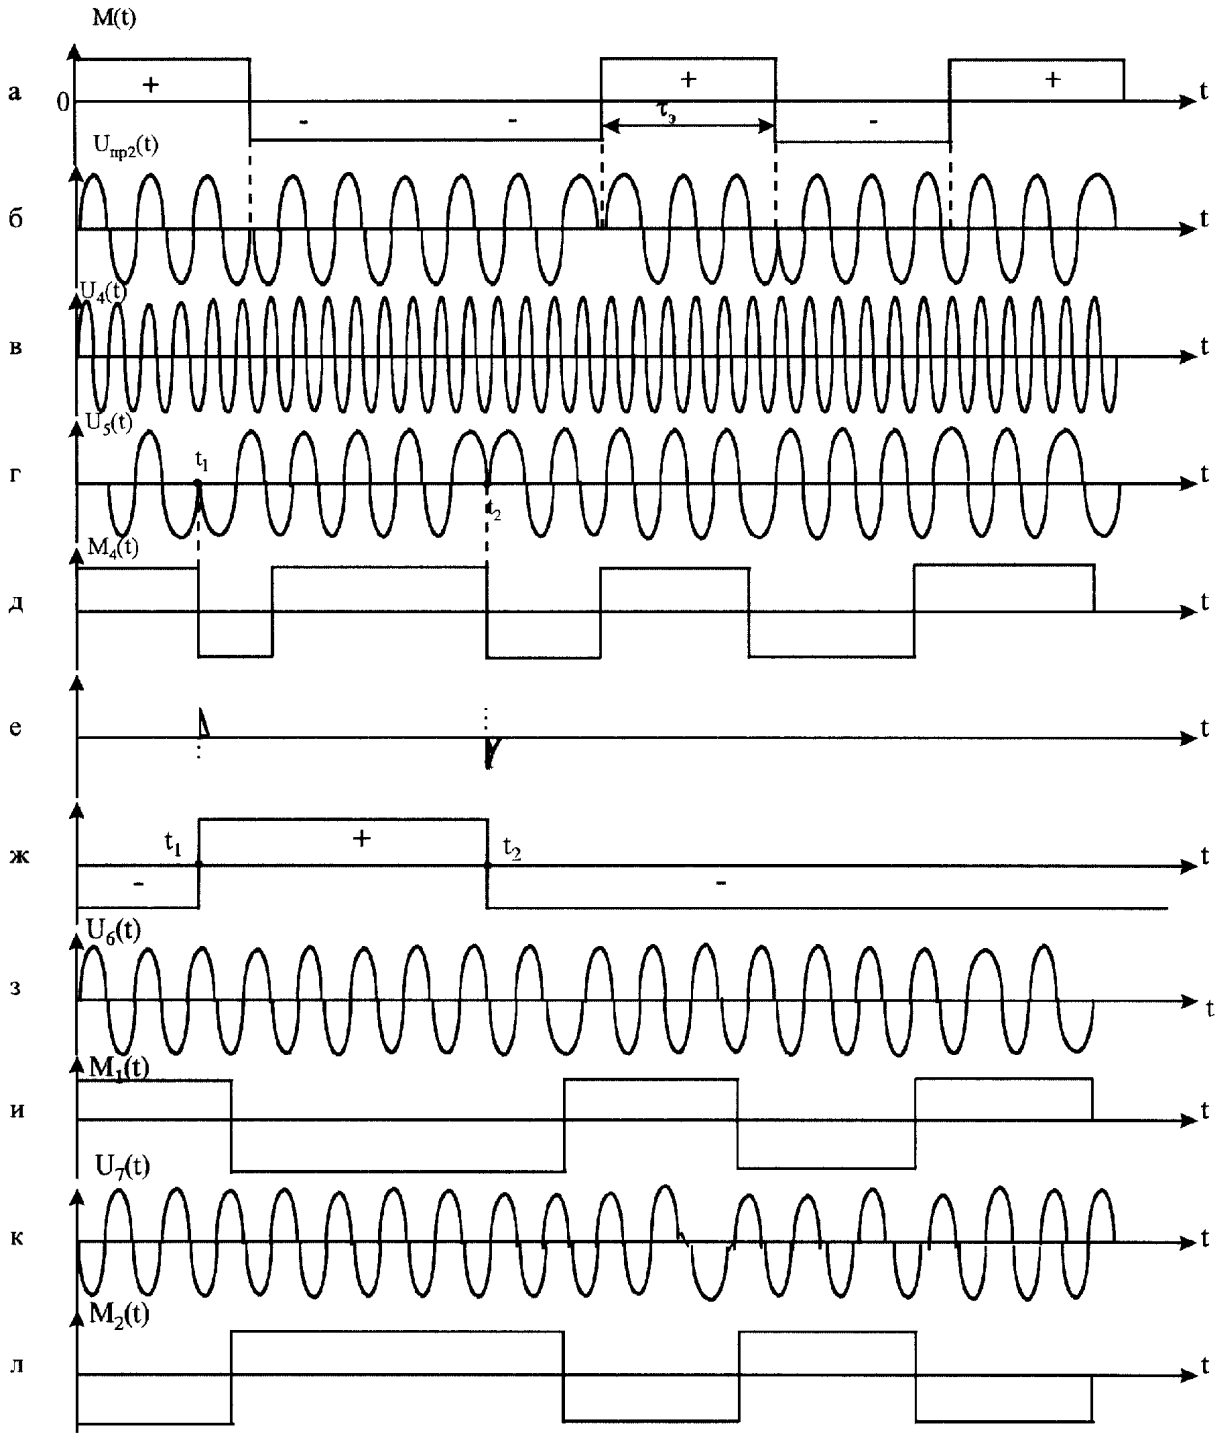 M(t)
а
0
+
-
-
+
τэ
-
+
t
Uпр2(t)
б
t
U4(t)
в
t
U5(t)
г
t1
t2
t
M4(t)
д
t
е
t
ж
t1
+
t2
-
-
t
U6(t)
з
t
M1(t)
и
t
U7(t)
к
t
M2(t)
л
t